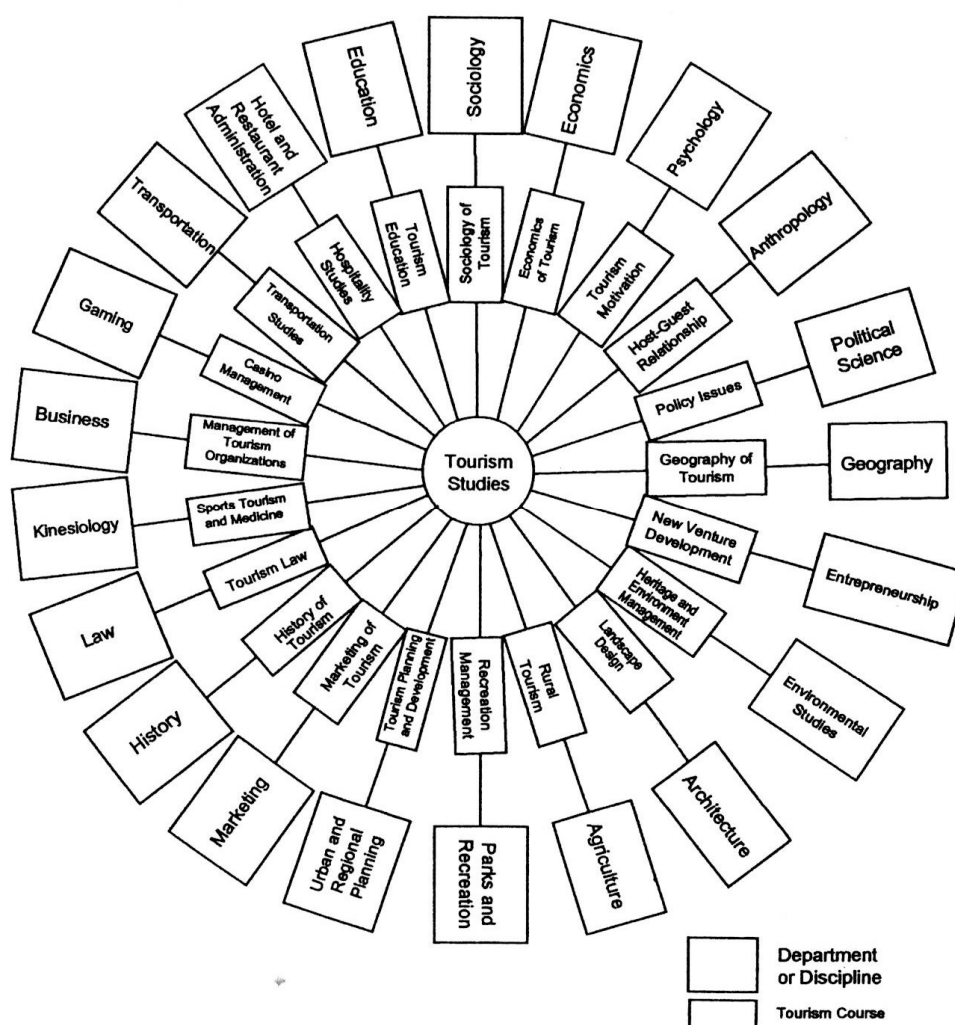 Sociology
Economics
Psychology
Anthropology
Political
Science
Geography
Entrepreneurship
Environmental
Studies
Architecture
Agriculture
Parks and
Recreation
Urban and
Regional
Planning
Marketing
History
Law
Kinesiology
Business
Gaming
Transportation
Hotel and
Restaurant
Administration
Education
Sociology of
Tourism
Economics
of Tourism
Tourism
Motivation
Host-Guest
Relationship
Policy Issues
Geography of
Tourism
New Venture
Development
Heritage and
Environment
Management
Landscape
Design
Rural
Tourism
Recreation
Management
Tourism Planning
and Development
Marketing of
Tourism
History of
Tourism
Tourism Law
Sports Tourism
and Medicine
Management of
Tourism
Organizations
Casino
Management
Transportation
Studies
Hospitality
Studies
Tourism
Education
Tourism
Studies
Department
or Discipline
Tourism Course